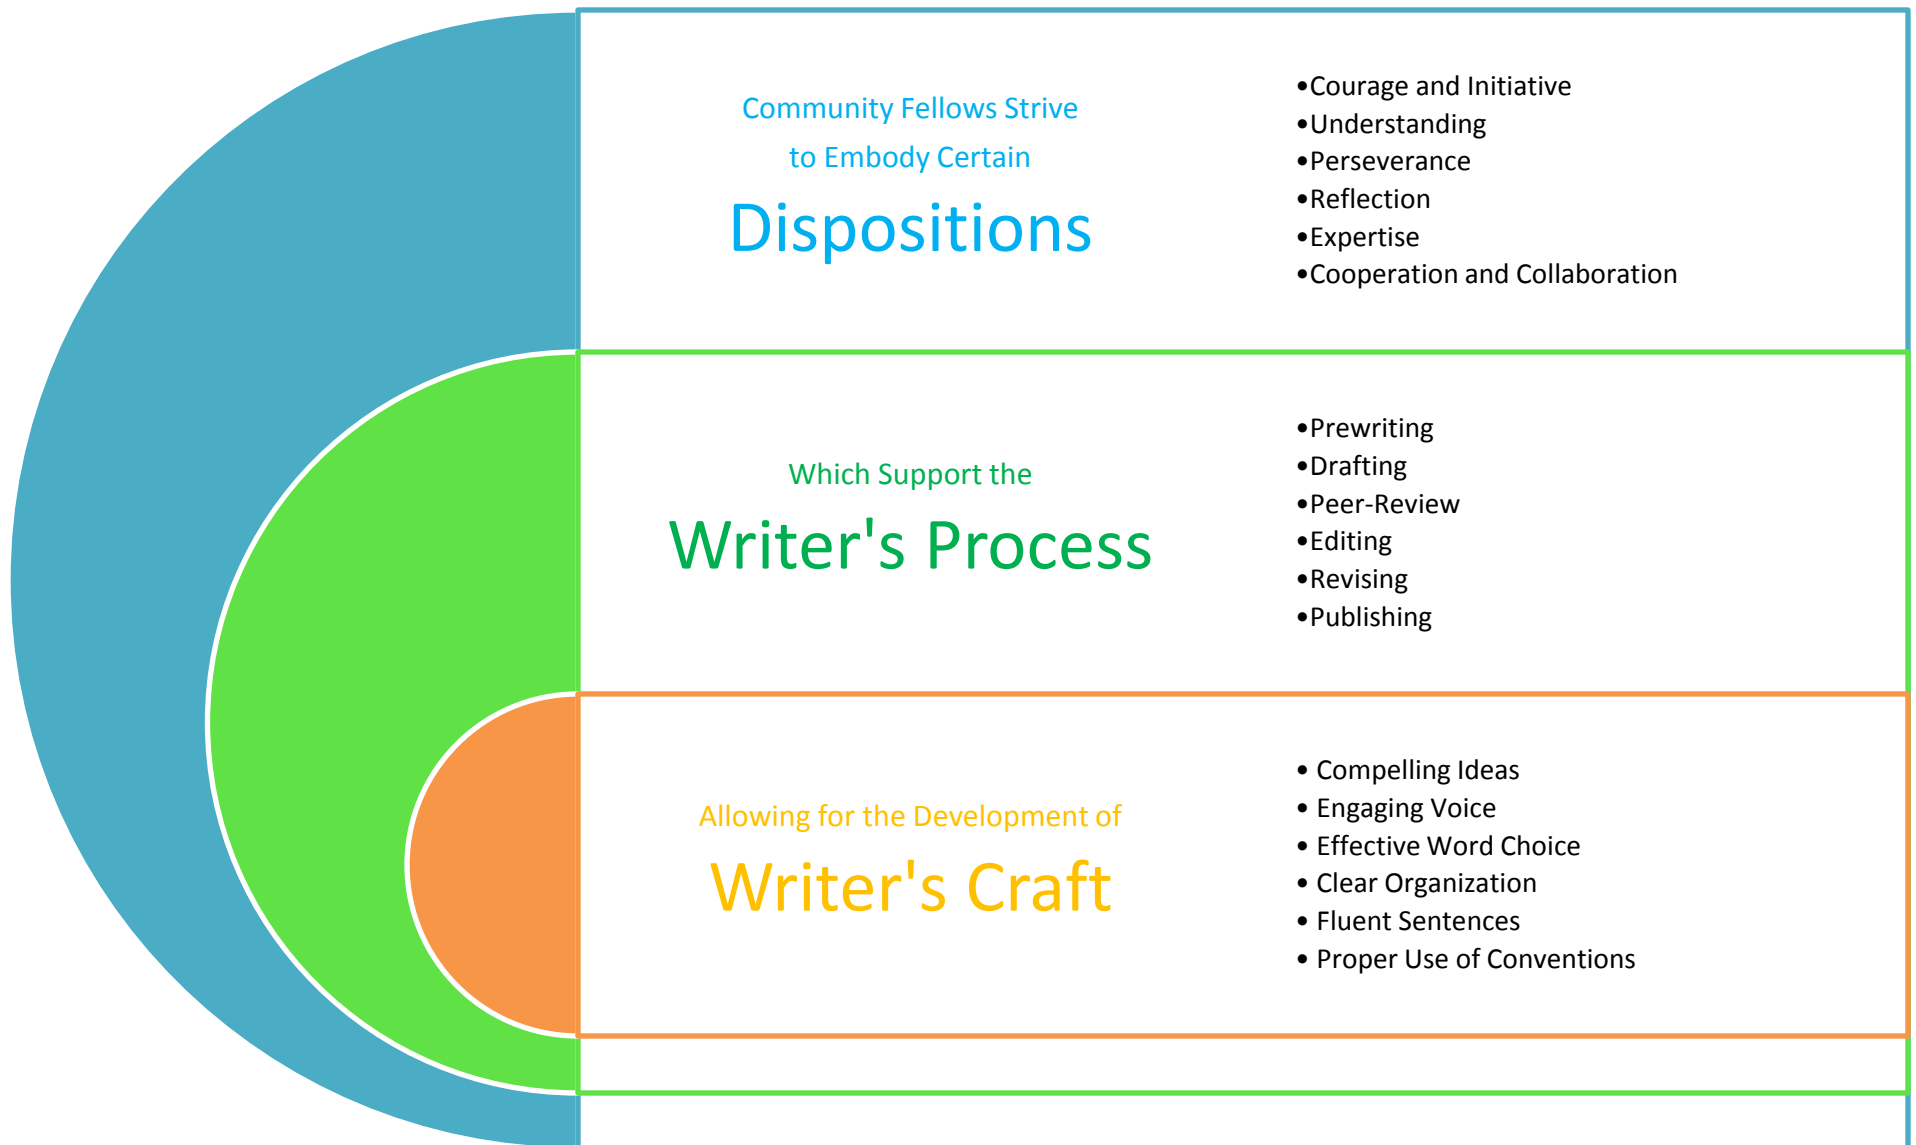 Community Fellows Strive
to Embody Certain
Dispositions
•Courage and Initiative
•Understanding
•Perseverance
•Reflection
•Expertise
•Cooperation and Collaboration
Which Support the
Writer's Process
•Prewriting
•Drafting
•Peer-Review
•Editing
•Revising
•Publishing
Allowing for the Development of
Writer's Craft
• Compelling Ideas
• Engaging Voice
• Effective Word Choice
• Clear Organization
• Fluent Sentences
• Proper Use of Conventions